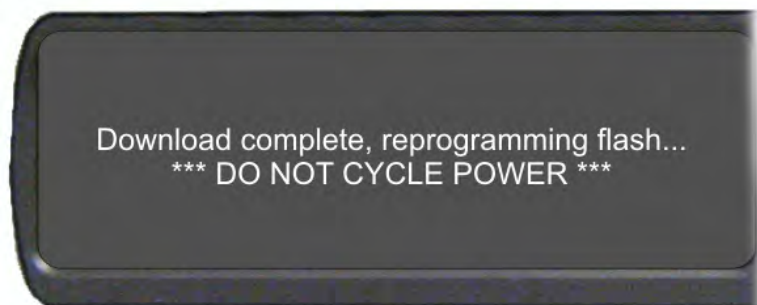 Download complete, reprogramming flash...
*** DO NOT CYCLE POWER ***